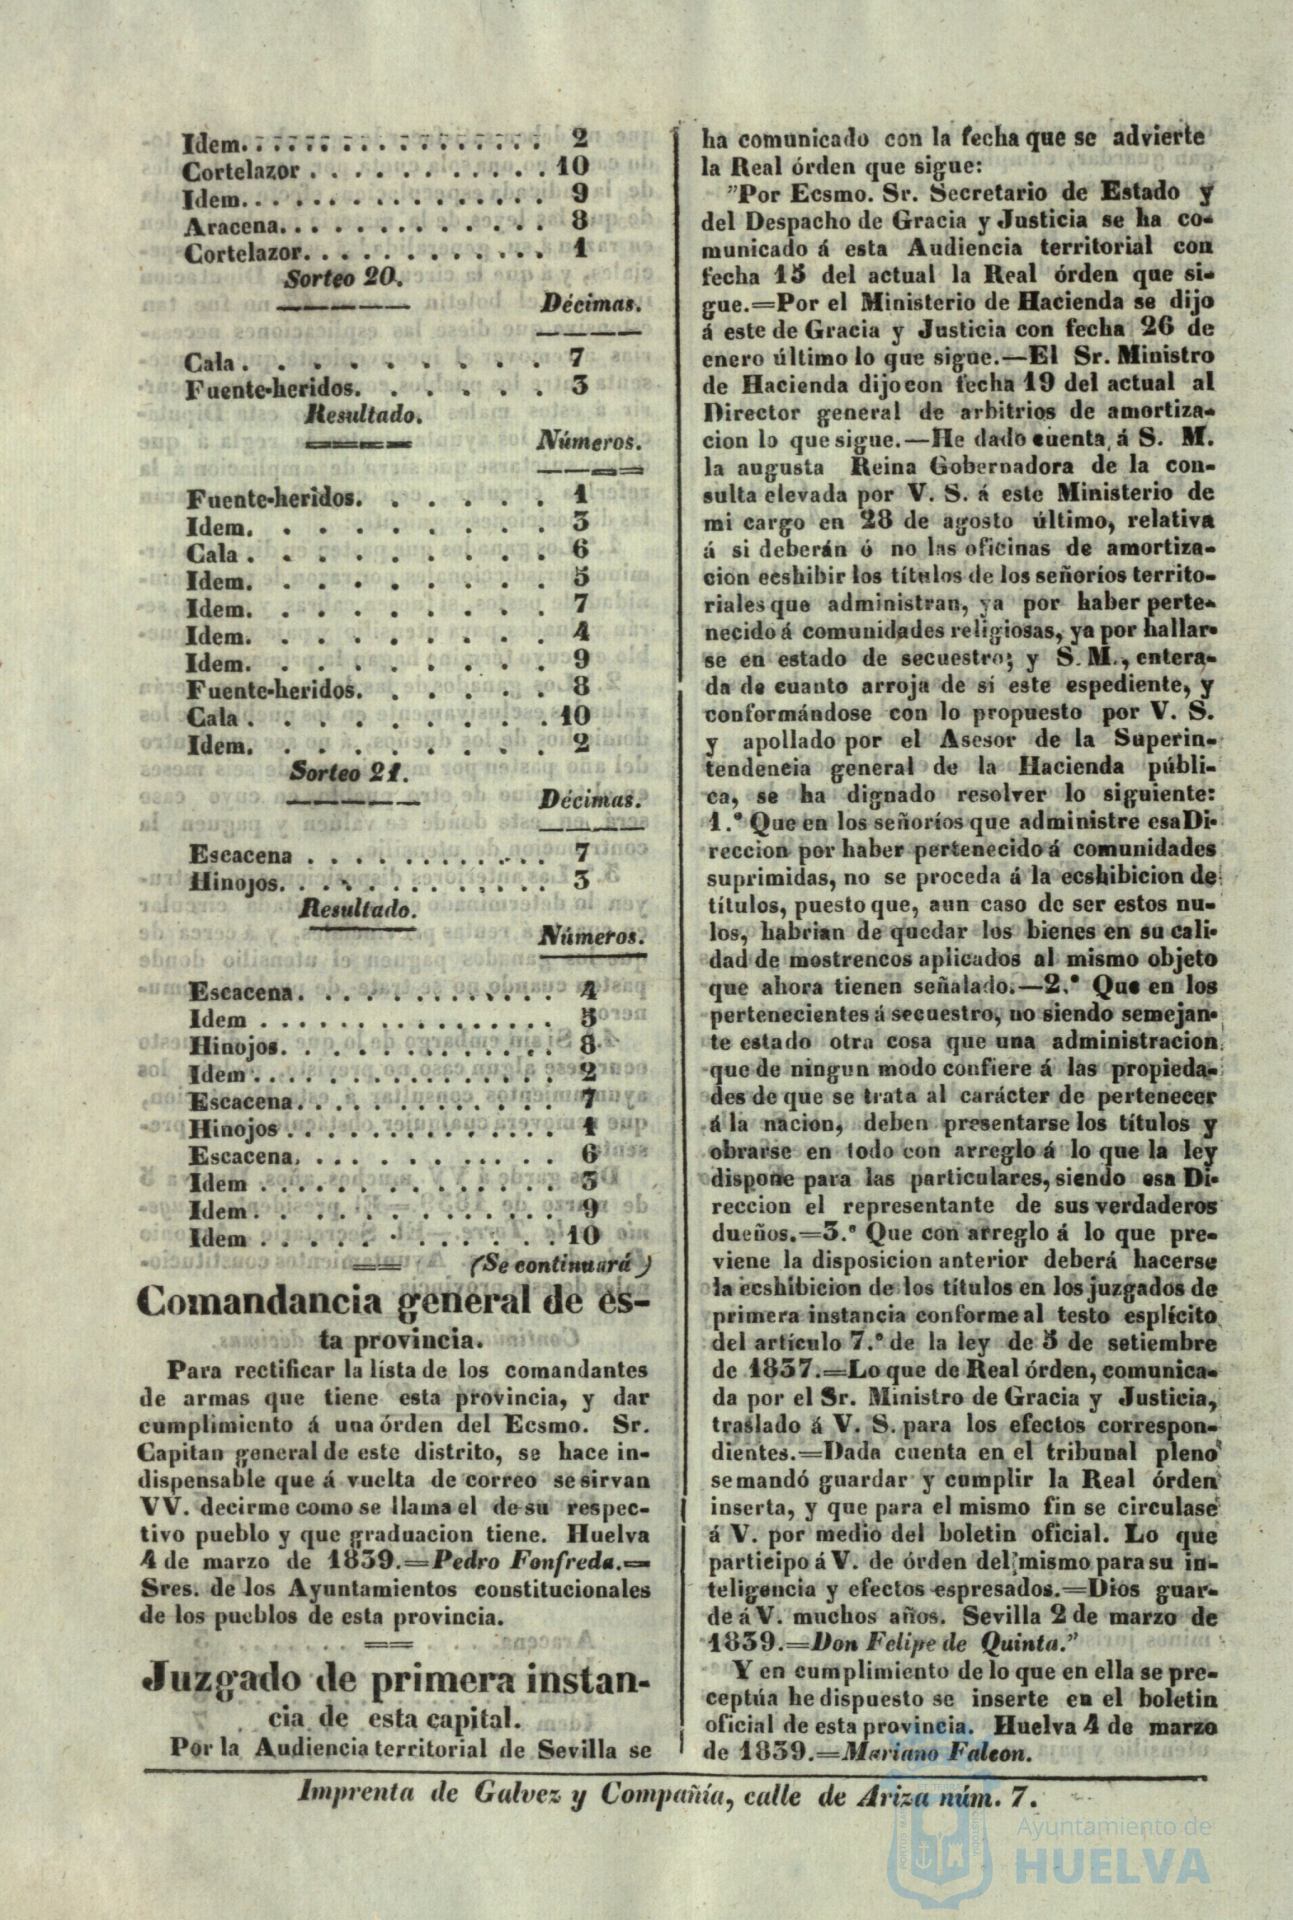 Idem. . . . . . . . . . . . . . . . . 2
Cortelazor . . . . . . . . . . . 10
Idem. . . . . . . . . . . . . . . . 9
Aracena. . . . . . . . . . . . . 8
Cortelazor. . . . . . . . . . . . 1
Sorteo 20.
Décimas.
Cala . . . . . . . . . 7
Fuente-heridos. . . . . . 3
Resultado.
Números.
Fuente-heridos. . . . . . 1
Idem. . . . . . . . . 3
Cala . . . . . . . . . 6
Idem. . . . . . . . . 5
Idem. . . . . . . . . 7
Idem. . . . . . . . . 4
Idem. . . . . . . . . 9
Fuente-heridos. . . . . . 8
Cala . . . . . . . . . 10
Idem. . . . . . . . . 2
Sorteo 21.
Décimas.
Escacena . . . . . . . . . . . 7
Hinojos. . . . . . . . . . . . 3
Resultado.
Números.
Escacena. . . . . . . . . . . . 4
Idem . . . . . . . . . . . . . . 5
Hinojos. . . . . . . . . . . . . 8
Idem . . . . . . . . . . . . . . 2
Escacena. . . . . . . . . . . . 7
Hinojos . . . . . . . . . . . . 1
Escacena. . . . . . . . . . . 6
Idem . . . . . . . . . . . . 3
Idem. . . . . . . . . . . . . 9
Idem . . . . . . . . . . . . 10
(Se continuará)
Comandancia general de es-
ta provincia.
Para rectificar la lista de los comandantes
de armas que tiene esta provincia, y dar
cumplimiento á una órden del Ecsmo. Sr.
Capitan general de este distrito, se hace in-
dispensable que á vuelta de correo se sirvan
VV. decirme como se llama el de su respec-
tivo pueblo y que graduacion tiene. Huelva
4 de marzo de 1839.=Pedro Fonfreda.=
Sres. de los Ayuntamientos constitucionales
de los pueblos de esta provincia.
Juzgado de primera instan-
cia de esta capital.
Por la Audiencia territorial de Sevilla se
ha comunicado con la fecha que se advierte
la Real órden que sigue:
"Por Ecsmo. Sr. Secretario de Estado y
del Despacho de Gracia y Justicia se ha co-
municado á esta Audiencia territorial con
fecha 15 del actual la Real órden que si-
gue.=Por el Ministerio de Hacienda se dijo
á este de Gracia y Justicia con fecha 26 de
enero último lo que sigue.—El Sr. Ministro
de Hacienda dijo con fecha 19 del actual al
Director general de arbitrios de amortiza-
cion lo que sigue.—He dado cuenta á S. M.
la augusta Reina Gobernadora de la con-
sulta elevada por V. S. á este Ministerio de
mi cargo en 28 de agosto último, relativa
á si deberán ó no las oficinas de amortiza-
cion ecshibir los títulos de los señoríos territo-
riales que administran, ya por haber perte-
necido á comunidades religiosas, ya por hallar-
se en estado de secuestro; y S. M., entera-
da de cuanto arroja de sí este espediente, y
conformándose con lo propuesto por V. S.
y apollado por el Asesor de la Superin-
tendencia general de la Hacienda públi-
ca, se ha dignado resolver lo siguiente:
1.º Que en los señoríos que administre esa Di-
reccion por haber pertenecido á comunidades
suprimidas, no se proceda á la ecshibicion de
títulos, puesto que, aun caso de ser estos nu-
los, habrian de quedar los bienes en su cali-
dad de mostrencos aplicados al mismo objeto
que ahora tienen señalado.—2.º Que en los
pertenecientes á secuestro, no siendo semejan-
te estado otra cosa que una administracion
que de ningun modo confiere á las propieda-
des de que se trata al carácter de pertenecer
á la nacion, deben presentarse los títulos y
obrarse en todo con arreglo á lo que la ley
dispone para las particulares, siendo esa Di-
reccion el representante de sus verdaderos
dueños.=3.º Que con arreglo á lo que pre-
viene la disposicion anterior deberá hacerse
la ecshibicion de los títulos en los juzgados de
primera instancia conforme al testo esplícito
del artículo 7.º de la ley de 3 de setiembre
de 1837.=Lo que de Real órden, comunica-
da por el Sr. Ministro de Gracia y Justicia,
traslado á V. S. para los efectos correspon-
dientes.=Dada cuenta en el tribunal pleno
se mandó guardar y cumplir la Real órden
inserta, y que para el mismo fin se circulase
á V. por medio del boletin oficial. Lo que
participo á V. de órden del mismo para su in-
teligencia y efectos espresados.=Dios guar-
de á V. muchos años. Sevilla 2 de marzo de
1839.=Don Felipe de Quinta."
Y en cumplimiento de lo que en ella se pre-
ceptúa he dispuesto se inserte en el boletin
oficial de esta provincia. Huelva 4 de marzo
de 1839.=Mariano Falcon.
Imprenta de Galvez y Compañía, calle de Ariza núm. 7.
Ayuntamiento de
HUELVA